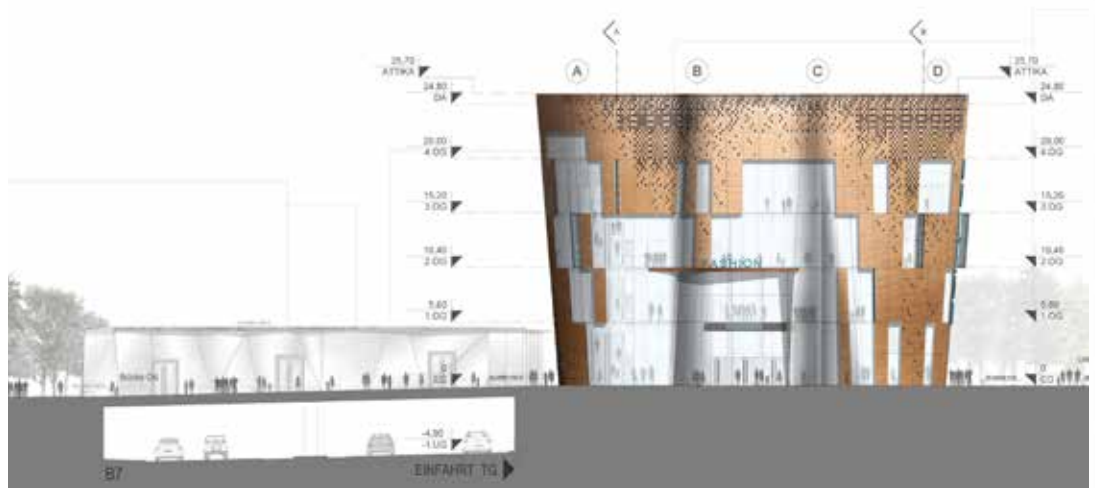 A
B
A
B
C
D
25,70
ATTIKA
24,80
DA
20,00
4.OG
15,20
3.OG
10,40
2.OG
5,60
1.OG
0
EG
-4,90
-1.UG
25,70
ATTIKA
24,80
DA
20,00
4.OG
15,20
3.OG
10,40
2.OG
5,60
1.OG
0
EG
FASHION
B7
EINFAHRT TG